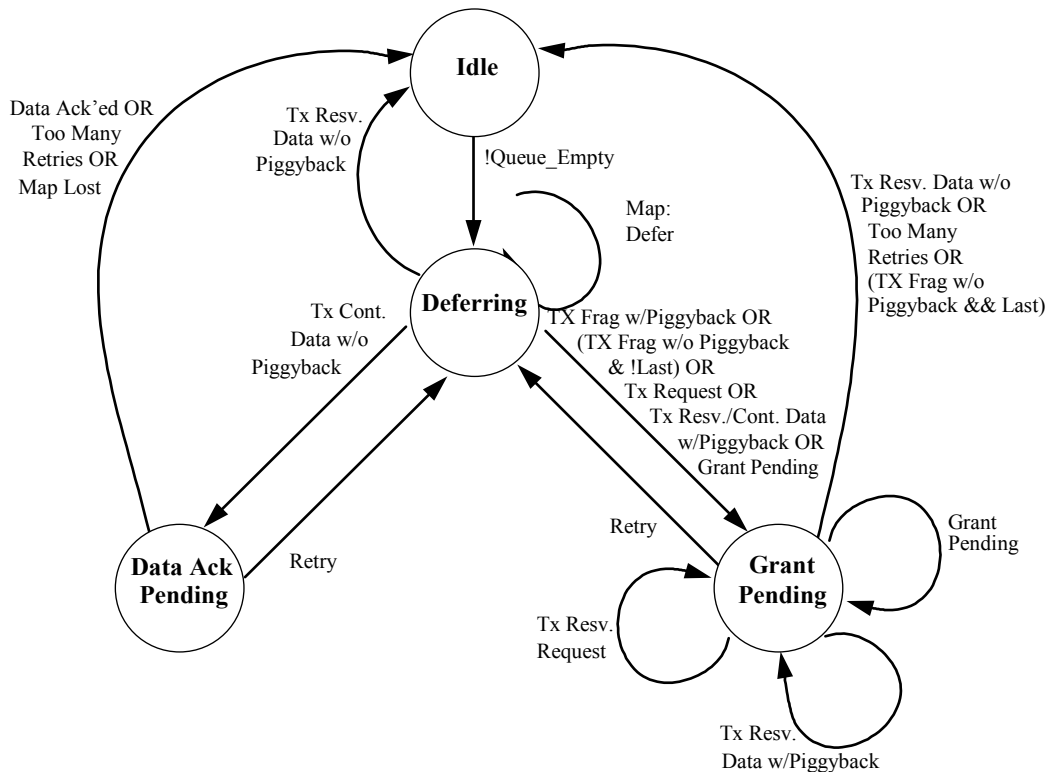 Idle
Data Ack'ed OR
Too Many
Retries OR
Map Lost
Tx Resv.
Data w/o
Piggyback
!Queue_Empty
Map:
Defer
Tx Resv. Data w/o
Piggyback OR
Too Many
Retries OR
(TX Frag w/o
Piggyback && Last)
Deferring
Tx Cont.
Data w/o
Piggyback
TX Frag w/Piggyback OR
(TX Frag w/o Piggyback
& !Last) OR
Tx Request OR
Tx Resv./Cont. Data
w/Piggyback OR
Grant Pending
Retry
Retry
Grant
Pending
Data Ack
Pending
Grant
Pending
Tx Resv.
Request
Tx Resv.
Data w/Piggyback